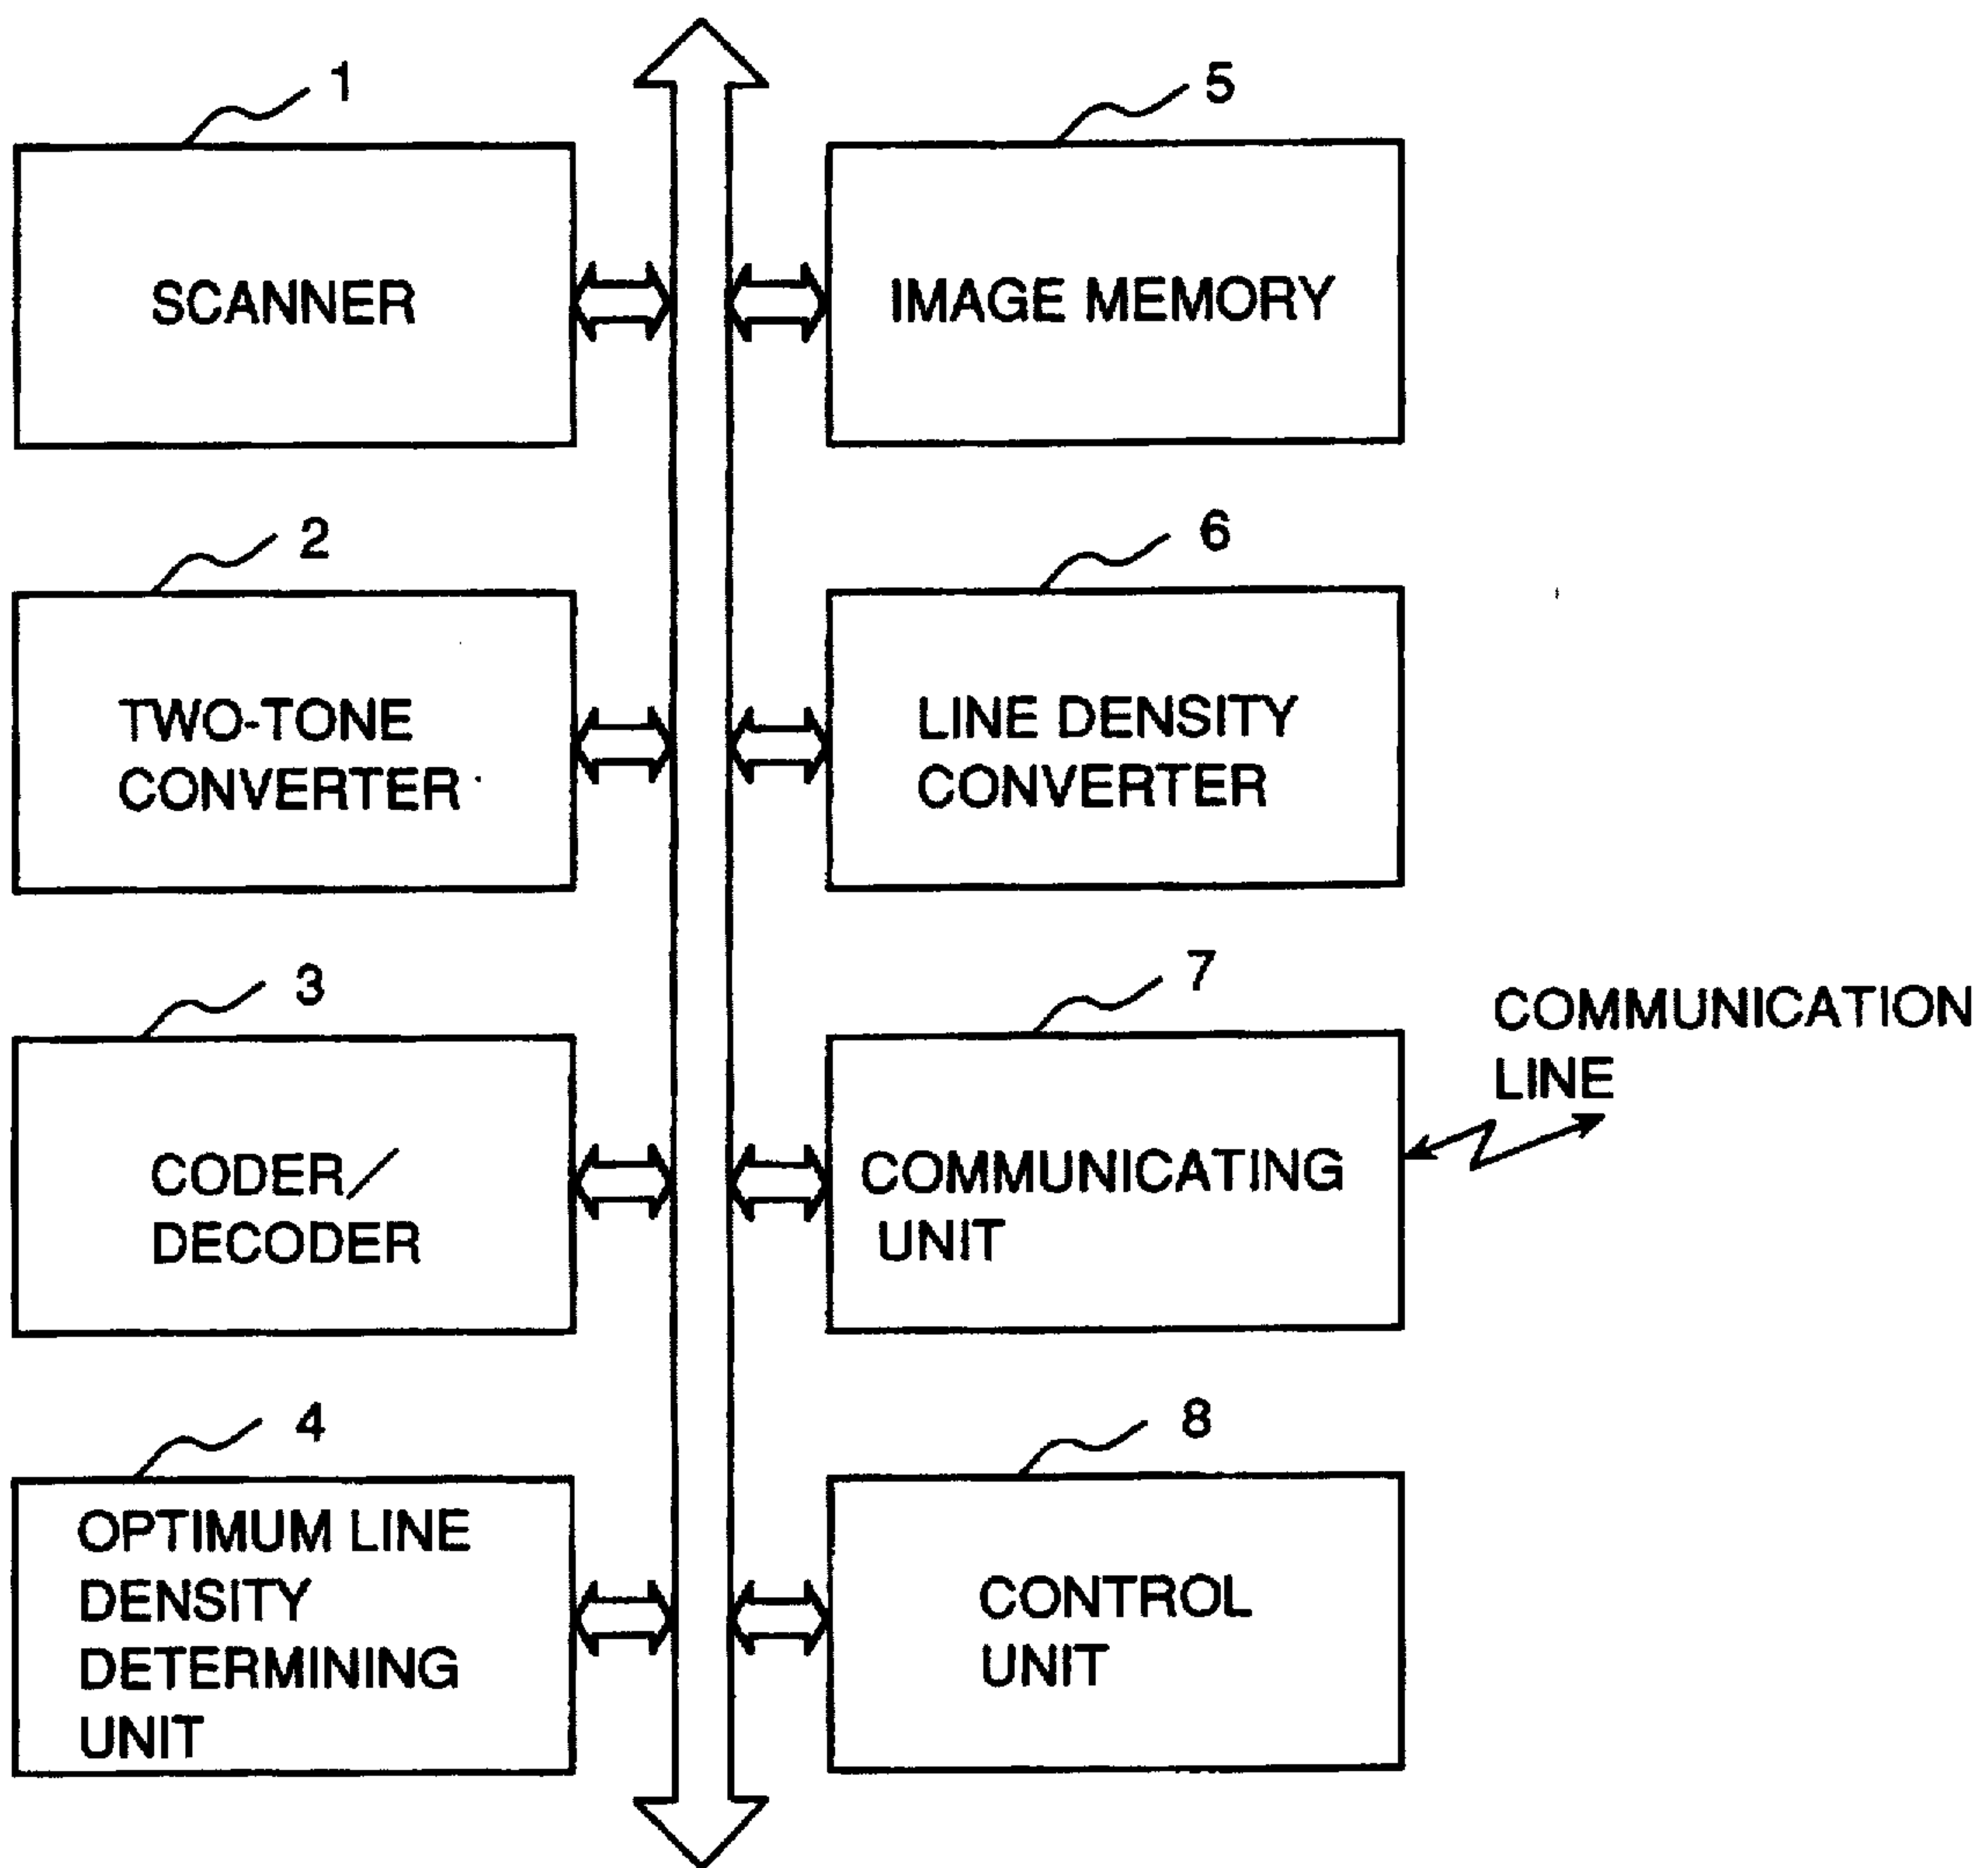 1
SCANNER
2
TWO-TONE
CONVERTER
3
CODER/
DECODER
4
OPTIMUM LINE
DENSITY
DETERMINING
UNIT
5
IMAGE MEMORY
6
LINE DENSITY
CONVERTER
7
COMMUNICATING
UNIT
COMMUNICATION
LINE
8
CONTROL
UNIT